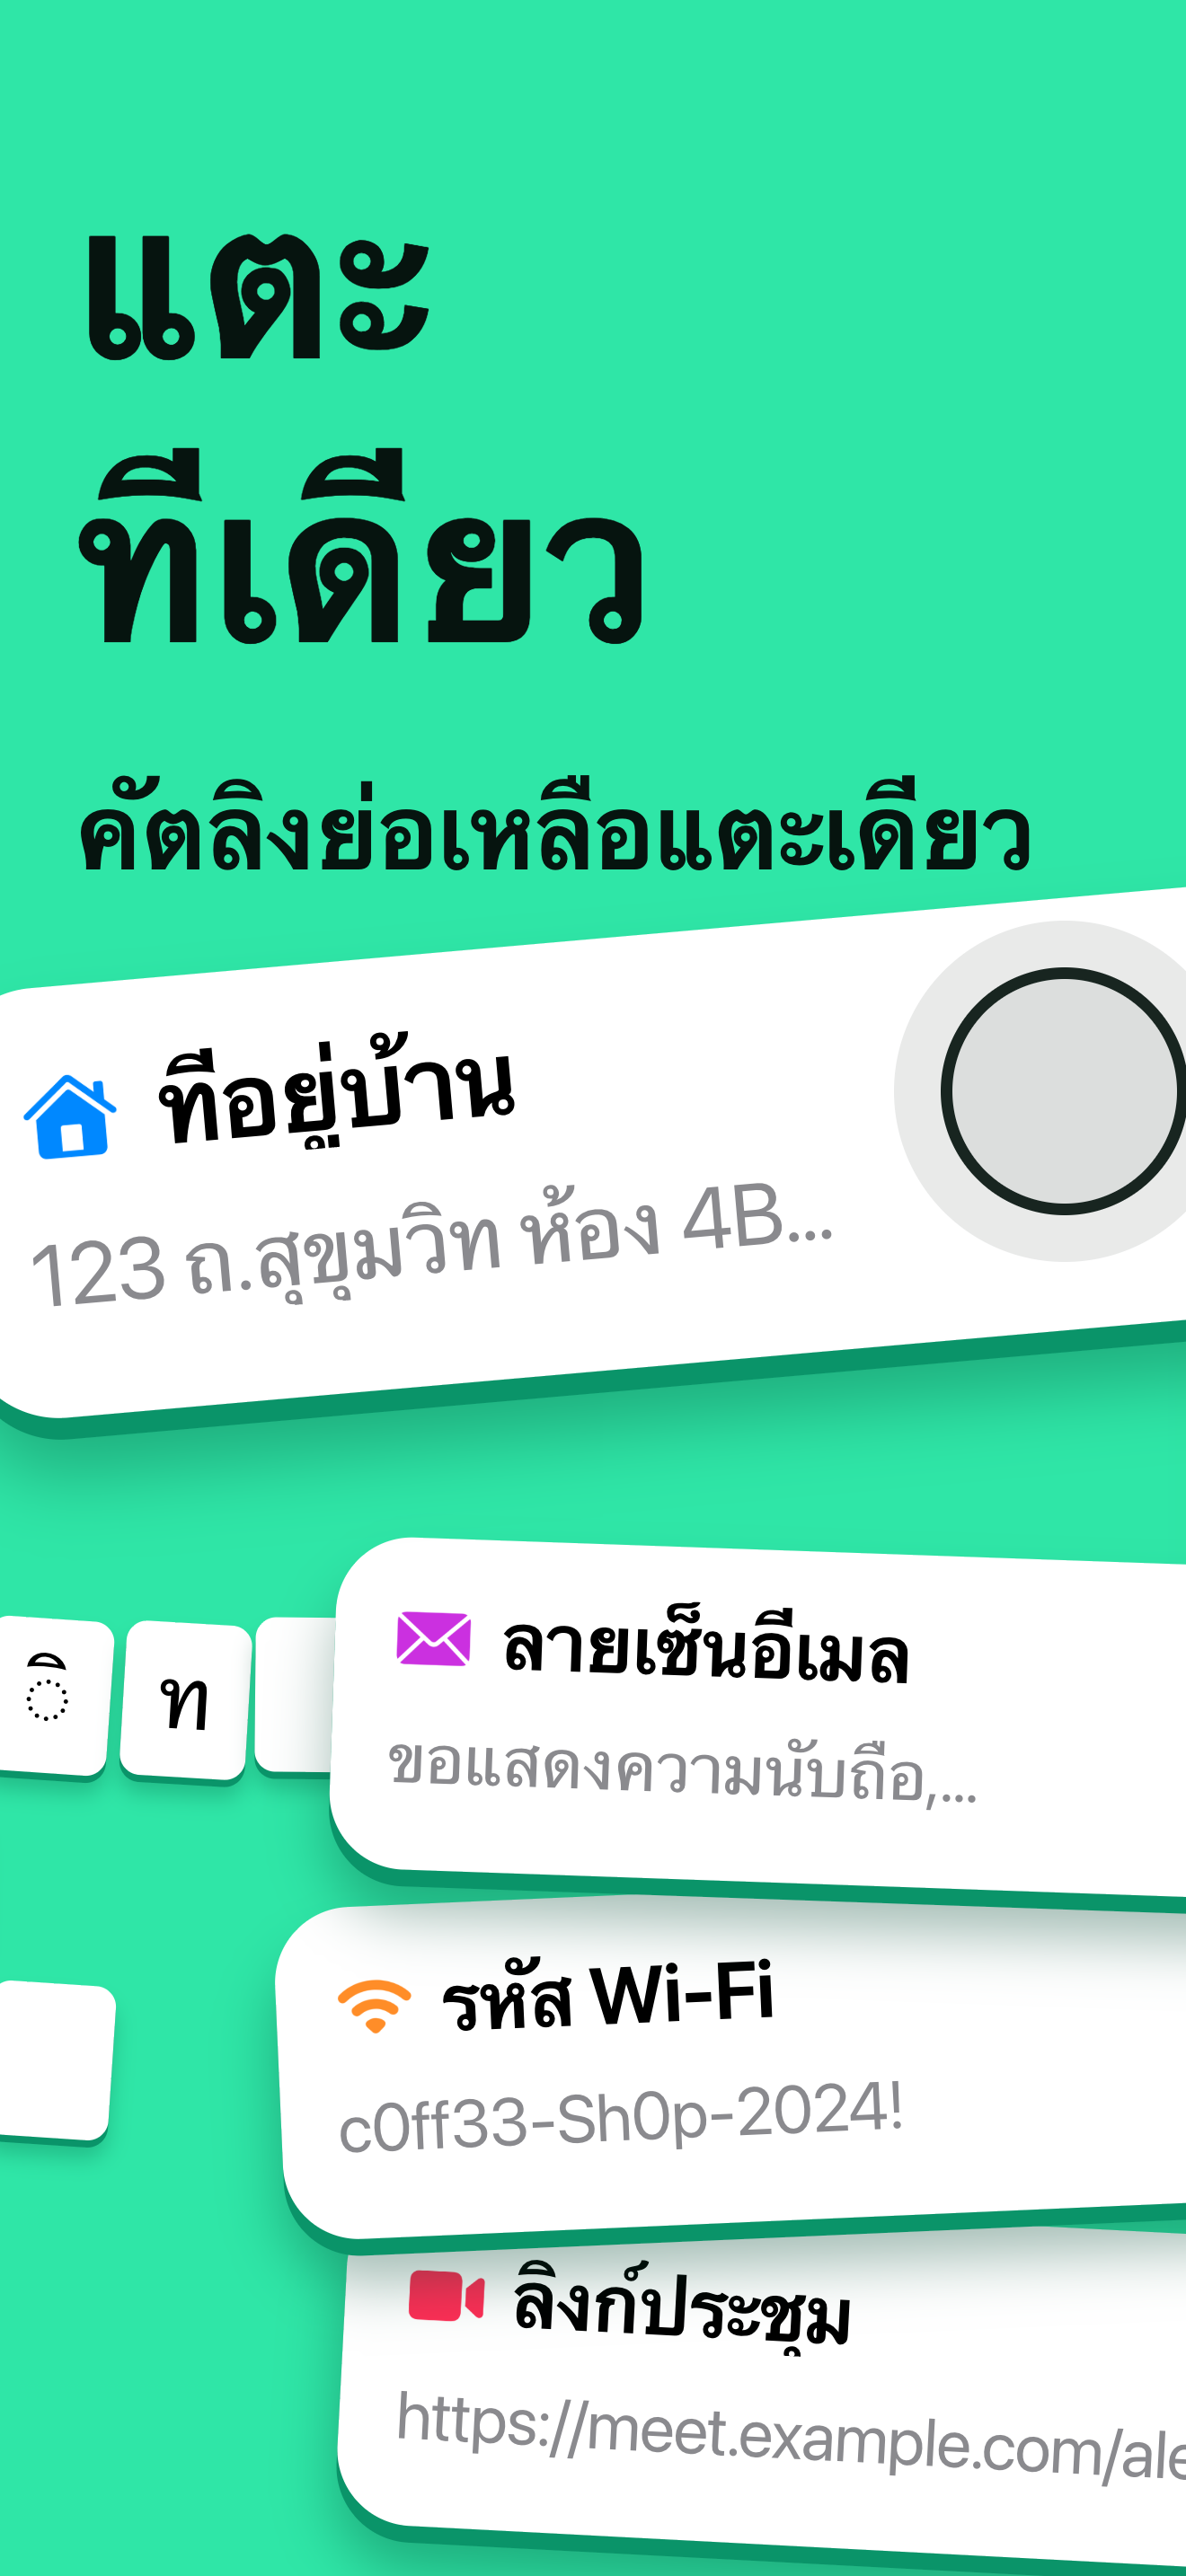 แตะ
ทีเดียว
คัตลิงย่อเหลือแตะเดียว
ที่อยู่บ้าน
123 ถ.สุขุมวิท ห้อง 4B...
ลายเซ็นอีเมล
ขอแสดงความนับถือ,...
ิ
ท
รหัส Wi-Fi
c0ff33-Sh0p-2024!
ลิงก์ประชุม
https://meet.example.com/ale